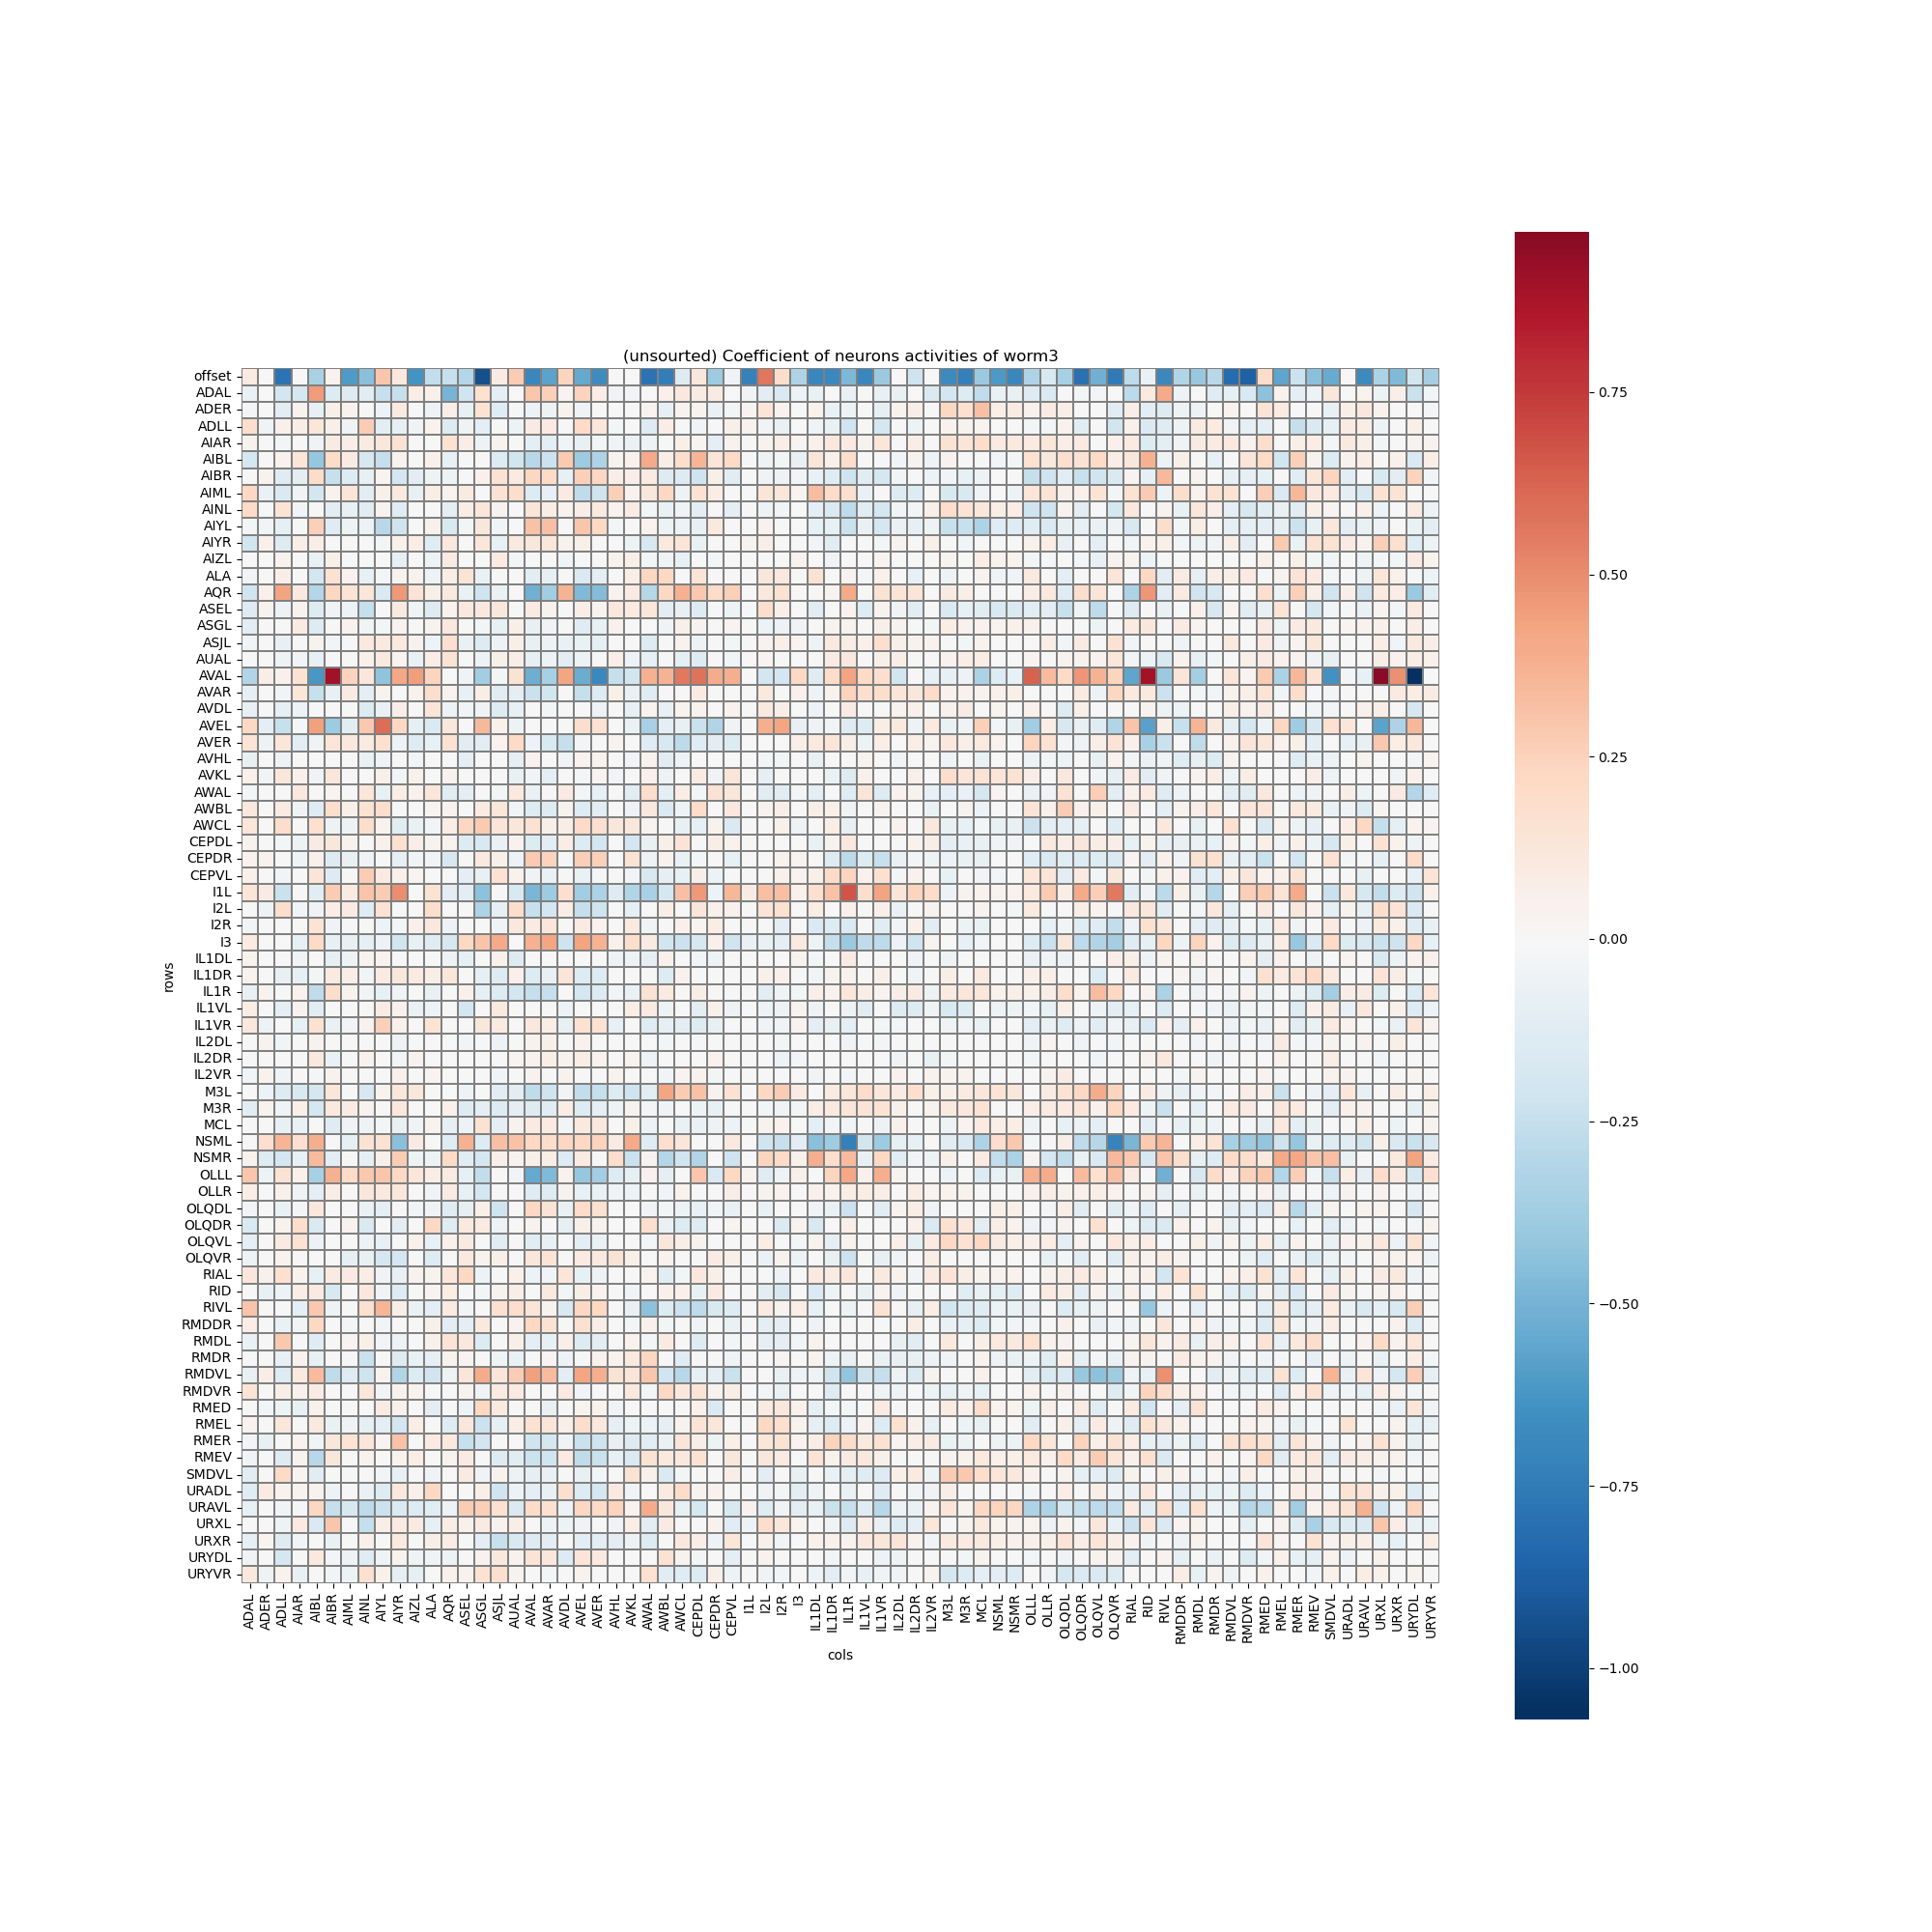 (unsourted) Coefficient of neurons activities of worm3
rows
offset
ADAL
ADER
ADLL
AIAR
AIBL
AIBR
AIML
AINL
AIYL
AIYR
AIZL
ALA
AQR
ASEL
ASGL
ASJL
AUAL
AVAL
AVAR
AVDL
AVEL
AVER
AVHL
AVKL
AWAL
AWBL
AWCL
CEPDL
CEPDR
CEPVL
I1L
I2L
I2R
I3
IL1DL
IL1DR
IL1R
IL1VL
IL1VR
IL2DL
IL2DR
IL2VR
M3L
M3R
MCL
NSML
NSMR
OLLL
OLLR
OLQDL
OLQDR
OLQVL
OLQVR
RIAL
RID
RIVL
RMDDR
RMDL
RMDR
RMDVL
RMDVR
RMED
RMEL
RMER
RMEV
SMDVL
URADL
URAVL
URXL
URXR
URYDL
URYVR
ADAL ADER ADLL AIAR AIBL AIBR AIML AINL AIYL AIYR AIZL ALA AQR ASEL ASGL ASJL AUAL AVAL AVAR AVDL AVEL AVER AVHL AVKL AWAL AWBL AWCL CEPDL CEPDR CEPVL I1L I2L I2R I3 IL1DL IL1DR IL1R IL1VL IL1VR IL2DL IL2DR IL2VR M3L M3R MCL NSML NSMR OLLL OLLR OLQDL OLQDR OLQVL OLQVR RIAL RID RIVL RMDDR RMDL RMDR RMDVL RMDVR RMED RMEL RMER RMEV SMDVL URADL URAVL URXL URXR URYDL URYVR
cols
0.75
0.50
0.25
0.00
−0.25
−0.50
−0.75
−1.00